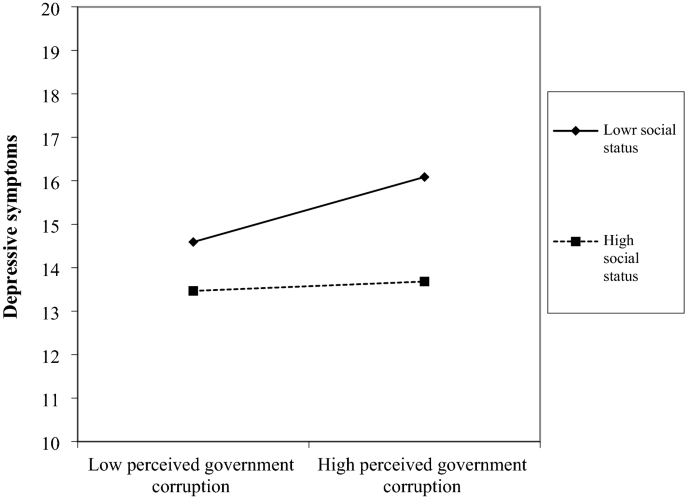 20
19
18
17
16
15
14
13
12
11
10
Depressive symptoms
Low perceived government
corruption
High perceived government
corruption
Lowr social
status
High
social
status